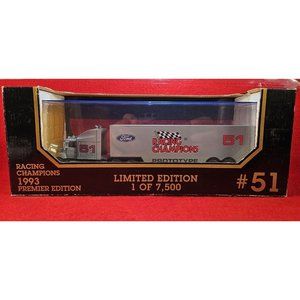 51
Ford
RACING
CHAMPIONS
PROTOTYPE
51
RACING
CHAMPIONS
1993
PREMIER EDITION
LIMITED EDITION
1 OF 7,500
#51